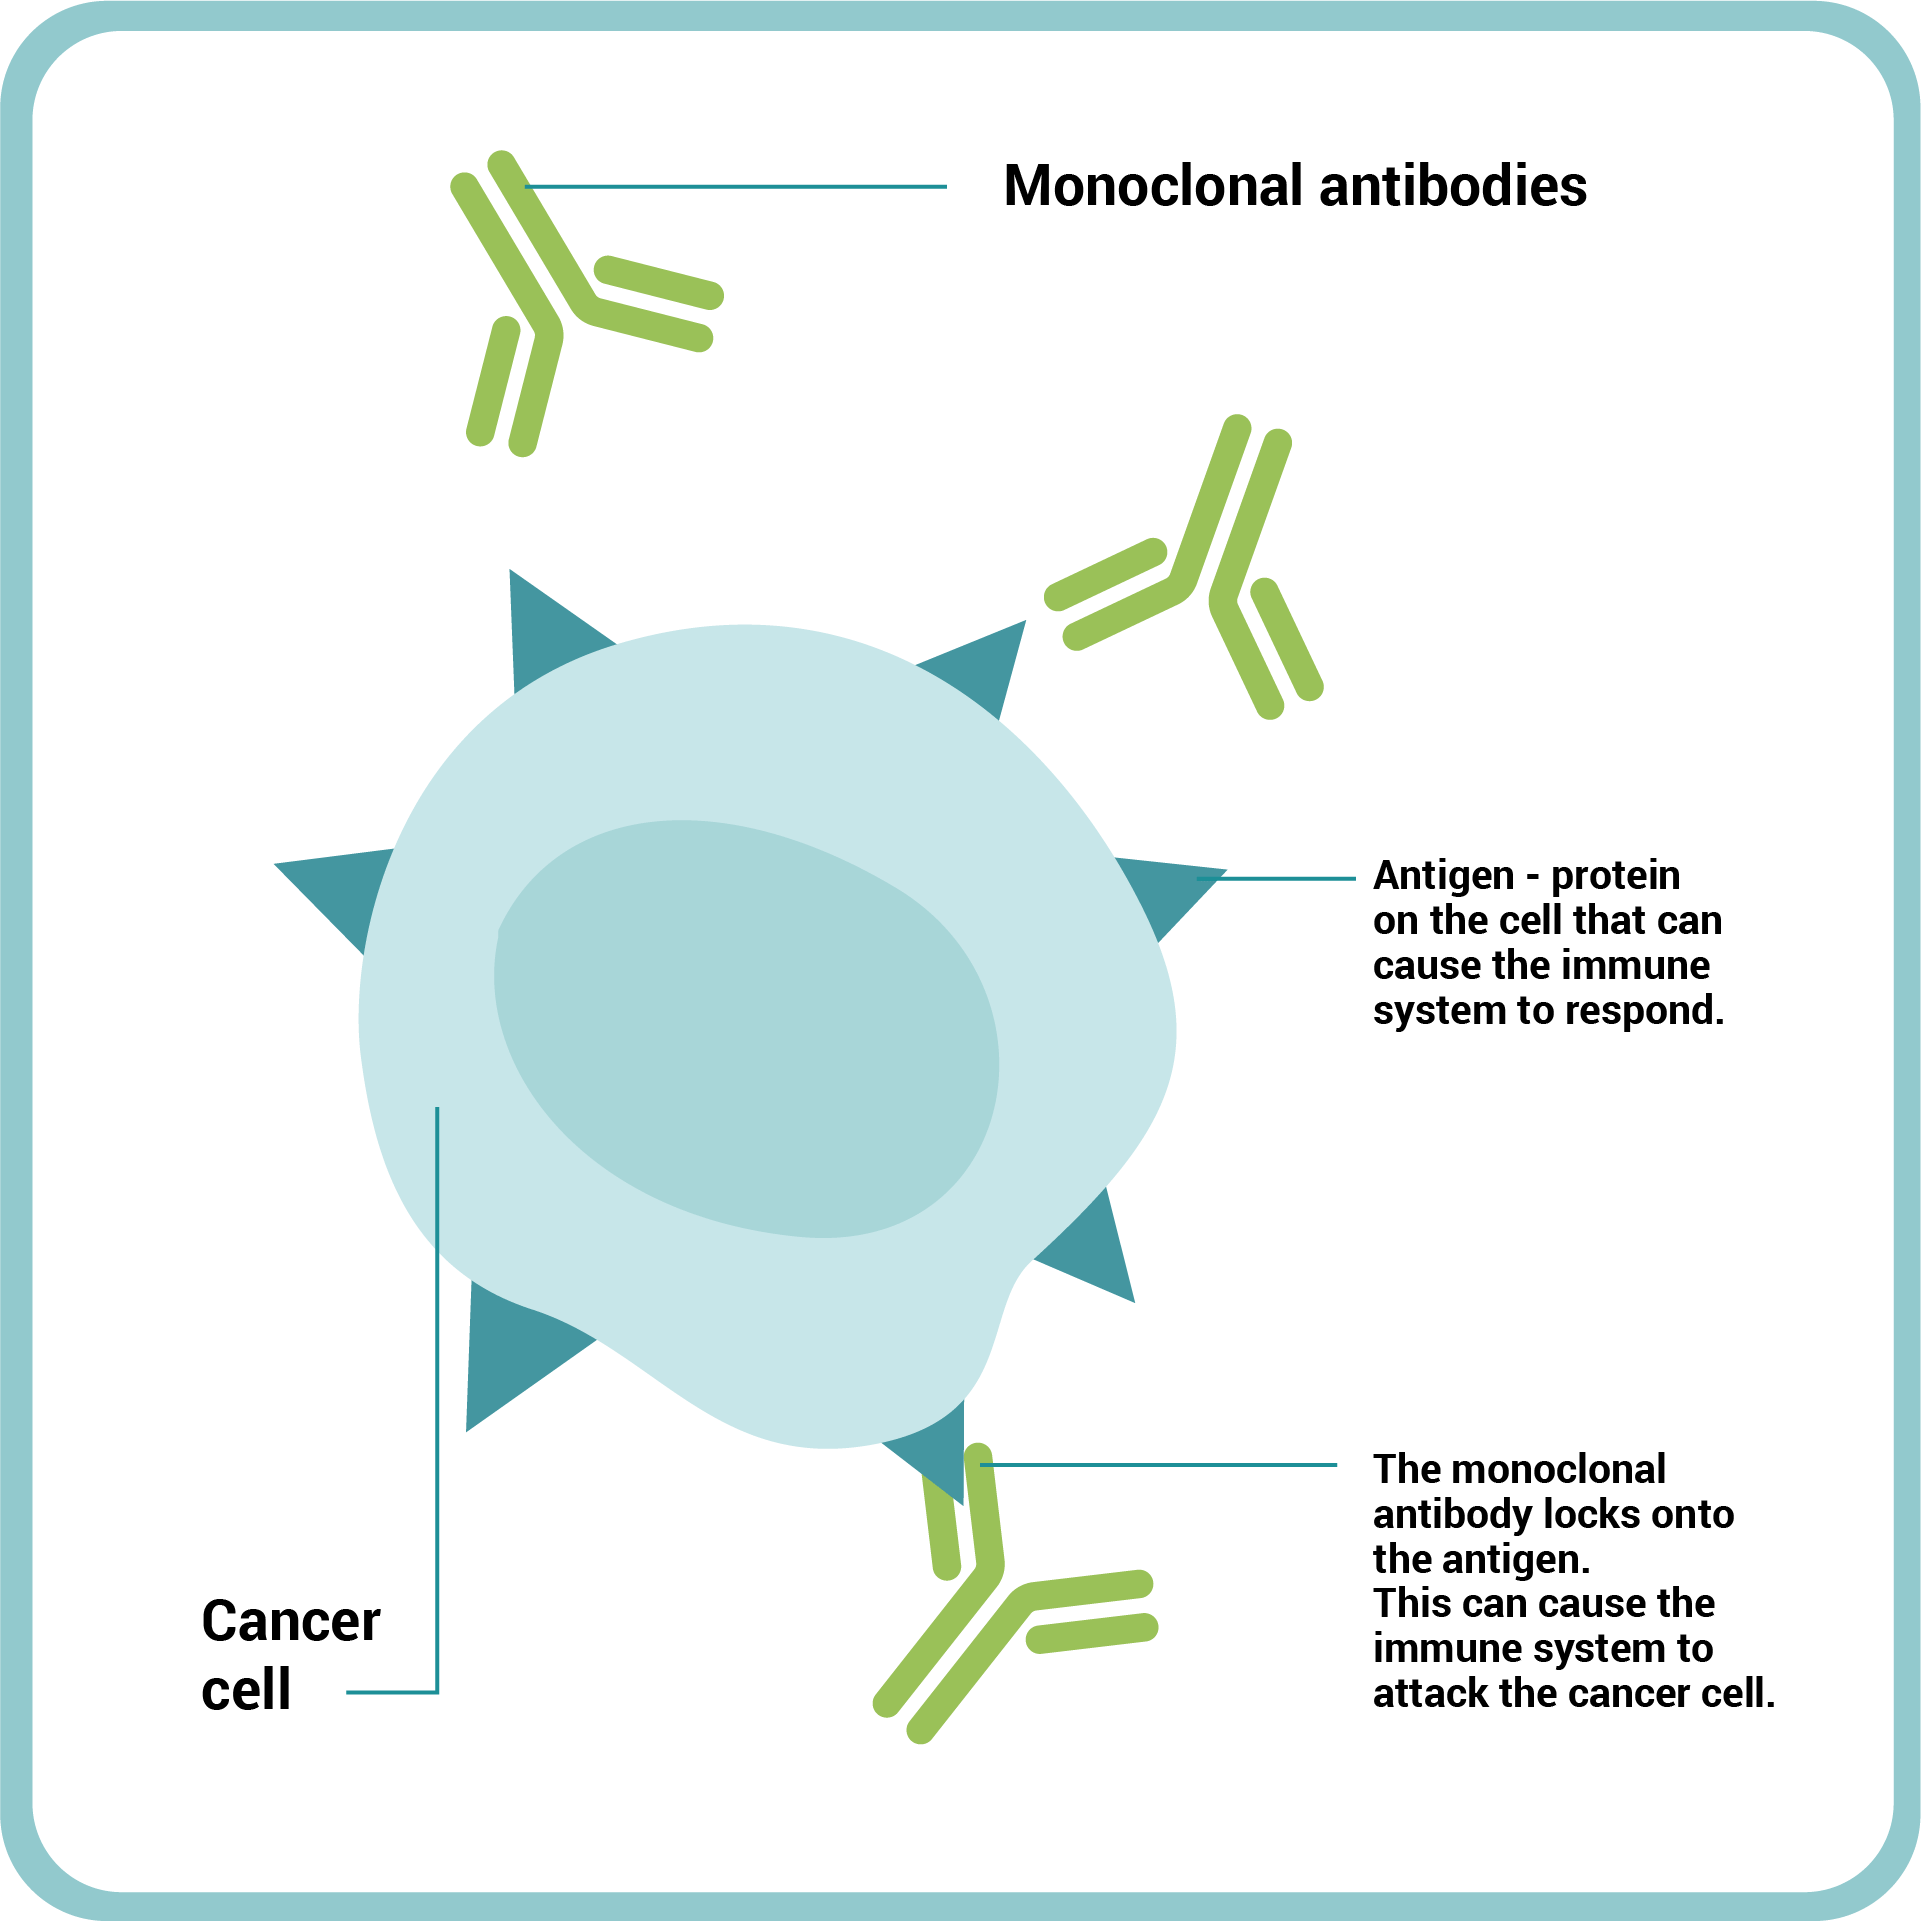 Monoclonal antibodies
Antigen - protein
on the cell that can
cause the immune
system to respond.
The monoclonal
antibody locks onto
the antigen.
This can cause the
immune system to
attack the cancer cell.
Cancer
cell